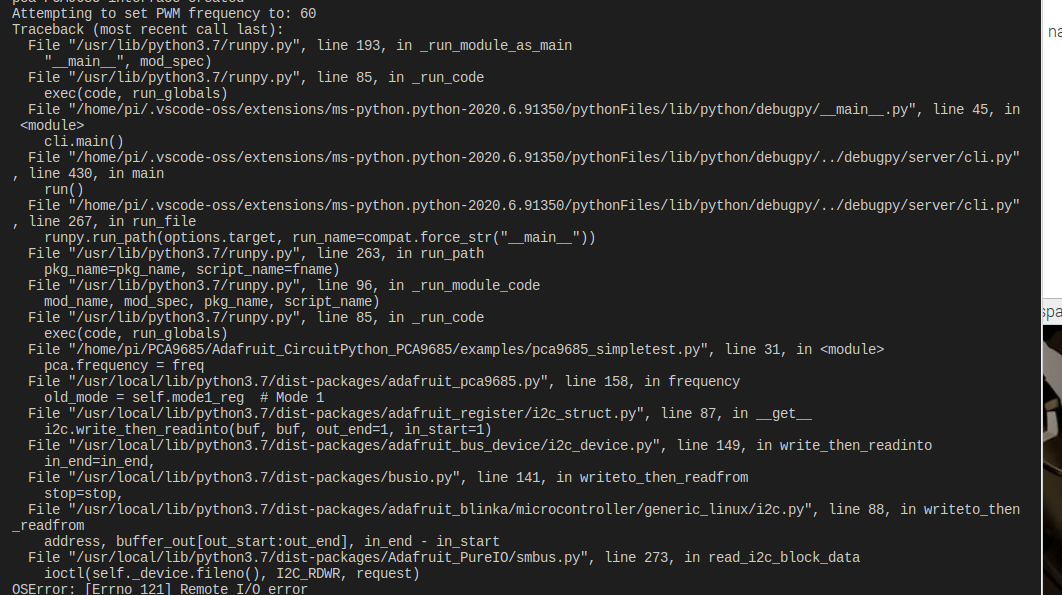 pca PCA9685 interface created
Attempting to set PWM frequency to: 60
Traceback (most recent call last):
  File "/usr/lib/python3.7/runpy.py", line 193, in _run_module_as_main
    "__main__", mod_spec)
  File "/usr/lib/python3.7/runpy.py", line 85, in _run_code
    exec(code, run_globals)
  File "/home/pi/.vscode-oss/extensions/ms-python.python-2020.6.91350/pythonFiles/lib/python/debugpy/__main__.py", line 45, in
 <module>
    cli.main()
  File "/home/pi/.vscode-oss/extensions/ms-python.python-2020.6.91350/pythonFiles/lib/python/debugpy/../debugpy/server/cli.py"
, line 430, in main
    run()
  File "/home/pi/.vscode-oss/extensions/ms-python.python-2020.6.91350/pythonFiles/lib/python/debugpy/../debugpy/server/cli.py"
, line 267, in run_file
    runpy.run_path(options.target, run_name=compat.force_str("__main__"))
  File "/usr/lib/python3.7/runpy.py", line 263, in run_path
    pkg_name=pkg_name, script_name=fname)
  File "/usr/lib/python3.7/runpy.py", line 96, in _run_module_code
    mod_name, mod_spec, pkg_name, script_name)
  File "/usr/lib/python3.7/runpy.py", line 85, in _run_code
    exec(code, run_globals)
  File "/home/pi/PCA9685/Adafruit_CircuitPython_PCA9685/examples/pca9685_simpletest.py", line 31, in <module>
    pca.frequency = freq
  File "/usr/local/lib/python3.7/dist-packages/adafruit_pca9685.py", line 158, in frequency
    old_mode = self.mode1_reg  # Mode 1
  File "/usr/local/lib/python3.7/dist-packages/adafruit_register/i2c_struct.py", line 87, in __get__
    i2c.write_then_readinto(buf, buf, out_end=1, in_start=1)
  File "/usr/local/lib/python3.7/dist-packages/adafruit_bus_device/i2c_device.py", line 149, in write_then_readinto
    in_end=in_end,
  File "/usr/local/lib/python3.7/dist-packages/busio.py", line 141, in writeto_then_readfrom
    stop=stop,
  File "/usr/local/lib/python3.7/dist-packages/adafruit_blinka/microcontroller/generic_linux/i2c.py", line 88, in writeto_then
_readfrom
    address, buffer_out[out_start:out_end], in_end - in_start
  File "/usr/local/lib/python3.7/dist-packages/Adafruit_PureIO/smbus.py", line 273, in read_i2c_block_data
    ioctl(self._device.fileno(), I2C_RDWR, request)
OSError: [Errno 121] Remote I/O error
na
spa